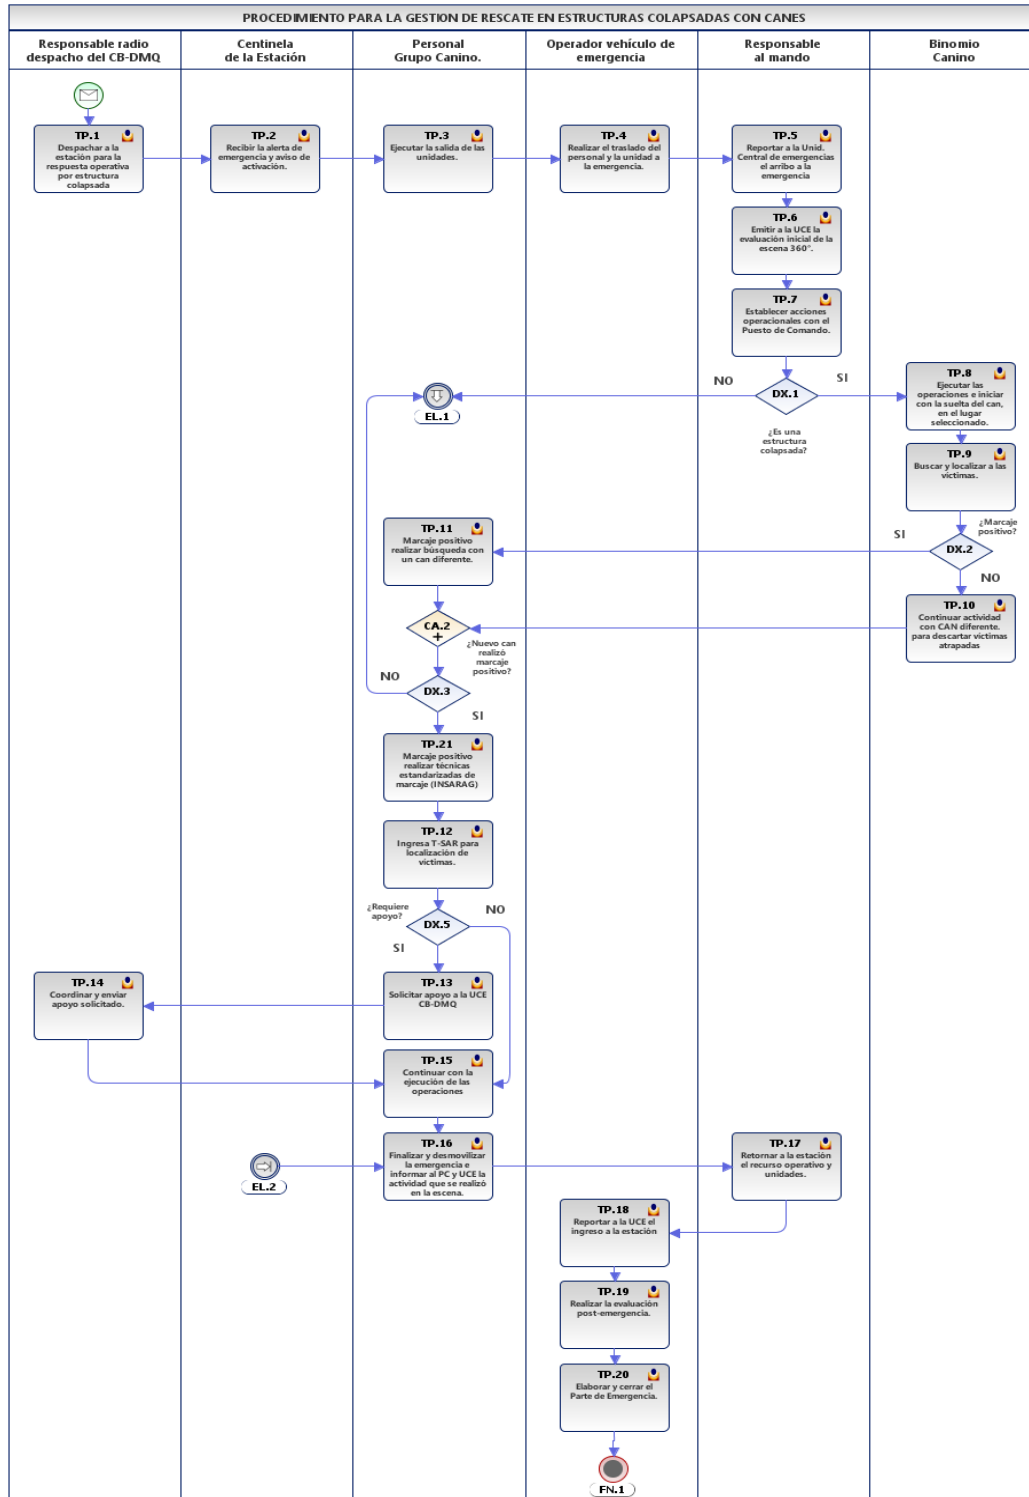 PROCEDIMIENTO PARA LA GESTION DE RESCATE EN ESTRUCTURAS COLAPSADAS CON CANES
Responsable radio
despacho del CB-DMQ
Centinela
de la Estación
Personal
Grupo Canino.
Operador vehículo de
emergencia
Responsable
al mando
Binomio
Canino
TP.1
Despachar a la
estación para la
respuesta operativa
por estructura
colapsada
TP.2
Recibir la alerta de
emergencia y aviso de
activación.
TP.3
Ejecutar la salida de las
unidades.
TP.4
Realizar el traslado del
personal y la unidad a
la emergencia.
TP.5
Reportar a la Unid.
Central de emergencias
el arribo a la
emergencia
TP.6
Emitir a la UCE la
evaluación inicial de la
escena 360°.
TP.7
Establecer acciones
operacionales con el
Puesto de Comando.
NO
DX.1
SI
¿Es una
estructura
colapsada?
EL.1
TP.8
Ejecutar las
operaciones e iniciar
con la suelta del can,
en el lugar
seleccionado.
TP.9
Buscar y localizar a las
víctimas.
¿Marcaje
positivo?
SI
DX.2
NO
TP.11
Marcaje positivo
realizar búsqueda con
un can diferente.
TP.10
Continuar actividad
con CAN diferente.
para descartar víctimas
atrapadas
CA.2
+
¿Nuevo can
realizó
marcaje
positivo?
NO
DX.3
SI
TP.21
Marcaje positivo
realizar técnicas
estandarizadas de
marcaje (INSARAG)
TP.12
Ingresa T-SAR para
localización de
víctimas.
¿Requiere
apoyo?
DX.5
NO
SI
TP.13
Solicitar apoyo a la UCE
CB-DMQ
TP.14
Coordinar y enviar
apoyo solicitado.
TP.15
Continuar con la
ejecución de las
operaciones
EL.2
TP.16
Finalizar y desmovilizar
la emergencia e
informar al PC y UCE la
actividad que se realizó
en la escena.
TP.17
Retornar a la estación
el recurso operativo y
unidades.
TP.18
Reportar a la UCE el
ingreso a la estación
TP.19
Realizar la evaluación
post-emergencia.
TP.20
Elaborar y cerrar el
Parte de Emergencia.
FN.1